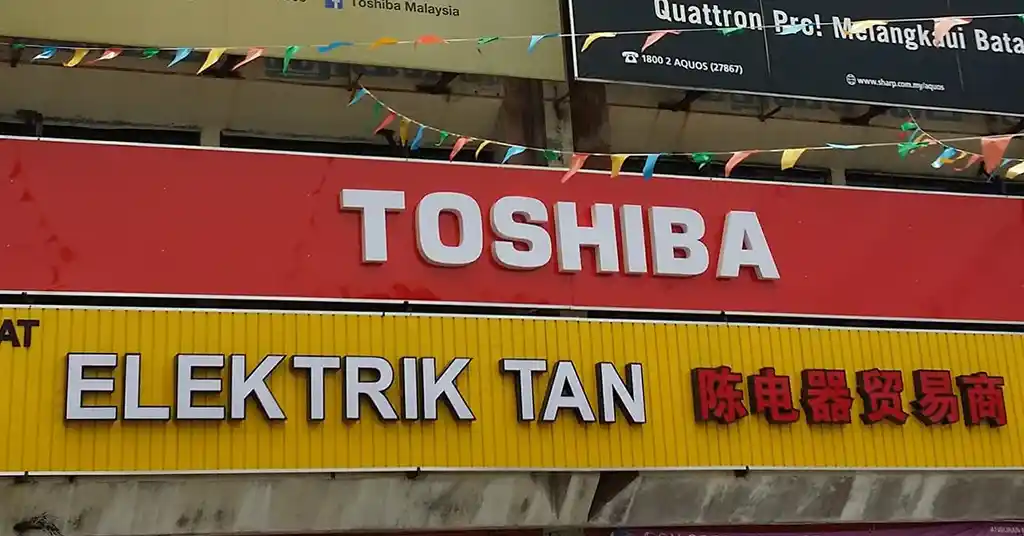 Toshiba Malaysia
Quattron Pro! Melangkaui Bata
1800 2 AQUOS (27867)
www.sharp.com.my/aquos
TOSHIBA
AT
ELEKTRIK TAN 陈电器贸易商